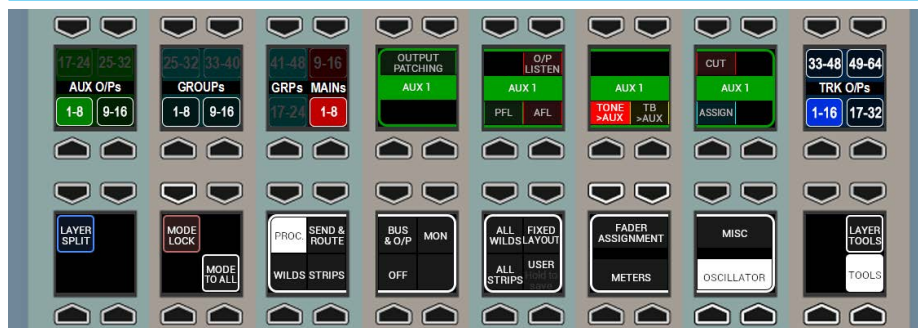 17-24 25-32
AUX O/Ps
1-8 9-16
25-32 33-40
GROUPs
1-8 9-16
41-48 9-16
GRPs MAINs
17-24 1-8
OUTPUT
PATCHING
AUX 1
O/P
LISTEN
AUX 1
PFL AFL
AUX 1
TONE
>AUX
TB
>AUX
CUT
AUX 1
ASSIGN
33-48 49-64
TRK O/Ps
1-16 17-32
LAYER
SPLIT
MODE
LOCK
MODE
TO ALL
PROC.
SEND &
ROUTE
WILDS STRIPS
BUS
& O/P
MON
OFF
ALL
WILDS
FIXED
LAYOUT
ALL
STRIPS
USER
Hold to
save
FADER
ASSIGNMENT
METERS
MISC
OSCILLATOR
LAYER
TOOLS
TOOLS